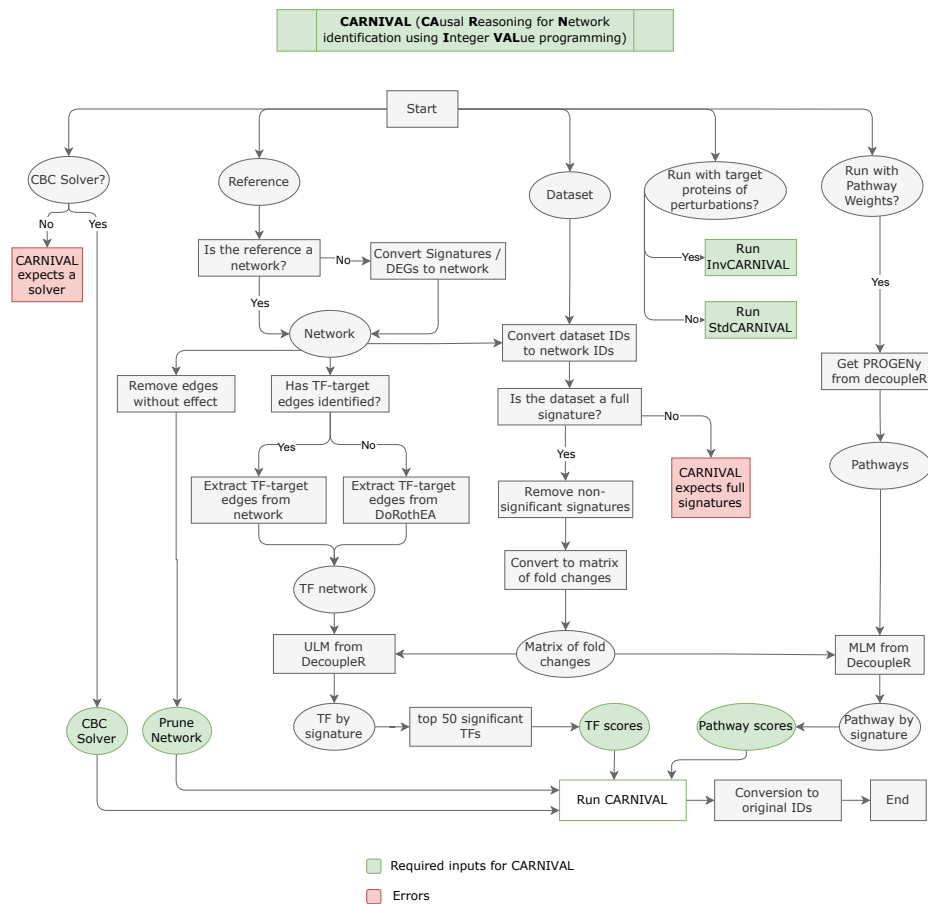 CARNIVAL (CAusal Reasoning for Network
identification using Integer VALue programming)
Start
CBC Solver?
Reference
Dataset
Run with target
proteins of
perturbations?
Run with
Pathway
Weights?
No
Yes
CARNIVAL
expects a
solver
Is the reference a
network?
No
Convert Signatures /
DEGs to network
Yes
Yes
Run
InvCARNIVAL
No
Run
StdCARNIVAL
Network
Convert dataset IDs
to network IDs
Get PROGENy
from decoupleR
Remove edges
without effect
Has TF-target
edges identified?
Is the dataset a full
signature?
No
Yes
No
Yes
CARNIVAL
expects full
signatures
Pathways
Extract TF-target
edges from
network
Extract TF-target
edges from
DoRothEA
Remove non-
significant signatures
Convert to matrix
of fold changes
TF network
ULM from
DecoupleR
Matrix of fold
changes
MLM from
DecoupleR
CBC
Solver
Prune
Network
TF by
signature
top 50 significant
TFs
TF scores
Pathway scores
Pathway by
signature
Run CARNIVAL
Conversion to
original IDs
End
Required inputs for CARNIVAL
Errors